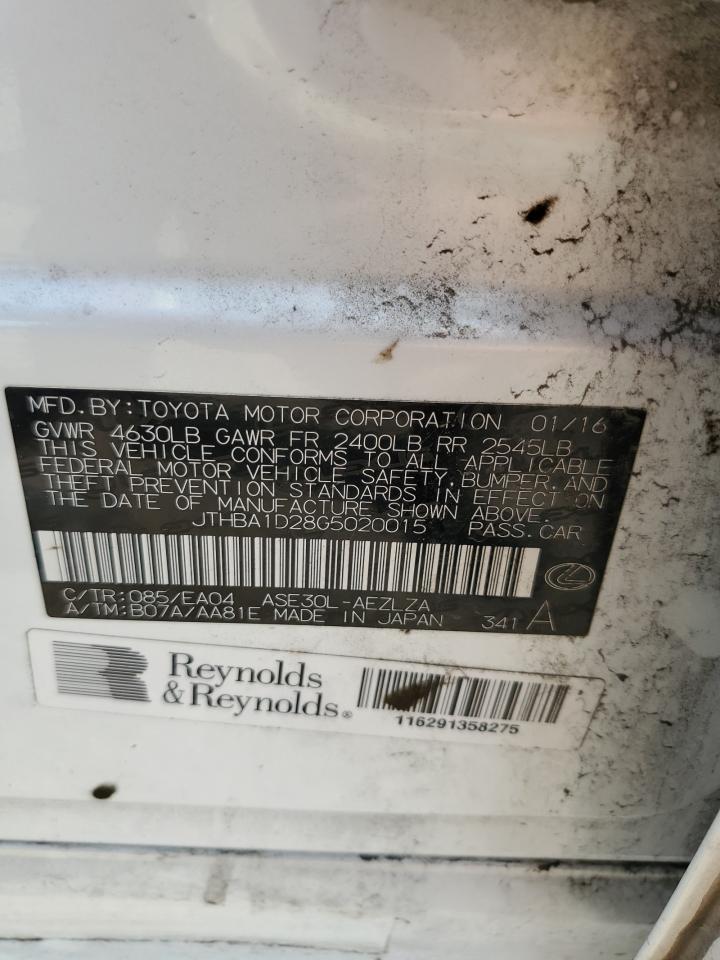 MFD.BY:TOYOTA MOTOR CORPORATION 01/16
GVWR 4630LB GAWR FR 2400LB RR 2545LB
THIS VEHICLE CONFORMS TO ALL APPLICABLE
FEDERAL MOTOR VEHICLE SAFETY,BUMPER,AND
THEFT PREVENTION STANDARDS IN EFFECT ON
THE DATE OF MANUFACTURE SHOWN ABOVE.
JTHBA1D28G5020015 PASS.CAR
C/TR:085/EA04 ASE30L-AEZLZA
A/TM:B07A/AA81E MADE IN JAPAN 341 A
Reynolds
&Reynolds®
116291358275